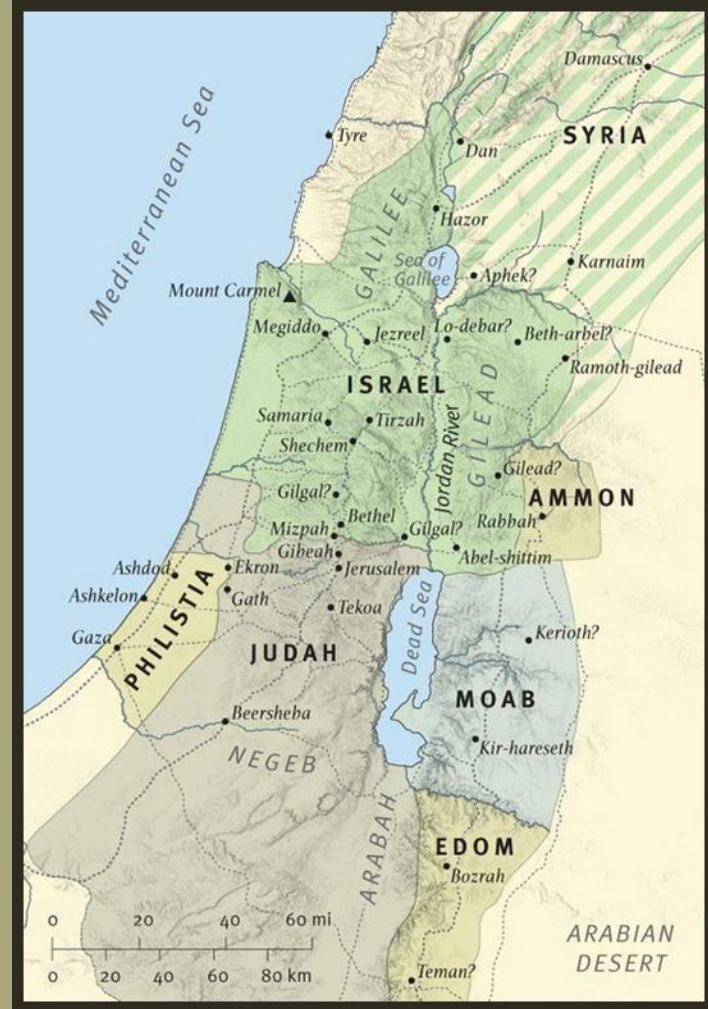 Damascus
SYRIA
Tyre
Dan
Mediterranean Sea
GALILEE
Hazor
Sea of
Galilee
Aphek?
Karnaim
Mount Carmel
Megiddo
Jezreel
Lo-debar?
Beth-arbel?
Ramoth-gilead
ISRAEL
GILEAD
Samaria
Tirzah
Shechem
Jordan River
Gilead?
AMMON
Rabbah
Gilgal?
Bethel
Mizpah
Gilgal?
Gibeah
Abel-shittim
Jerusalem
Ashdod
Ekron
Ashkelon
Gath
PHILISTIA
Tekoa
Gaza
JUDAH
Dead Sea
Kerioth?
MOAB
Beersheba
Kir-hareseth
NEGEB
ARABAH
EDOM
Bozrah
0 20 40 60 mi
0 20 40 60 80 km
ARABIAN
DESERT
Teman?